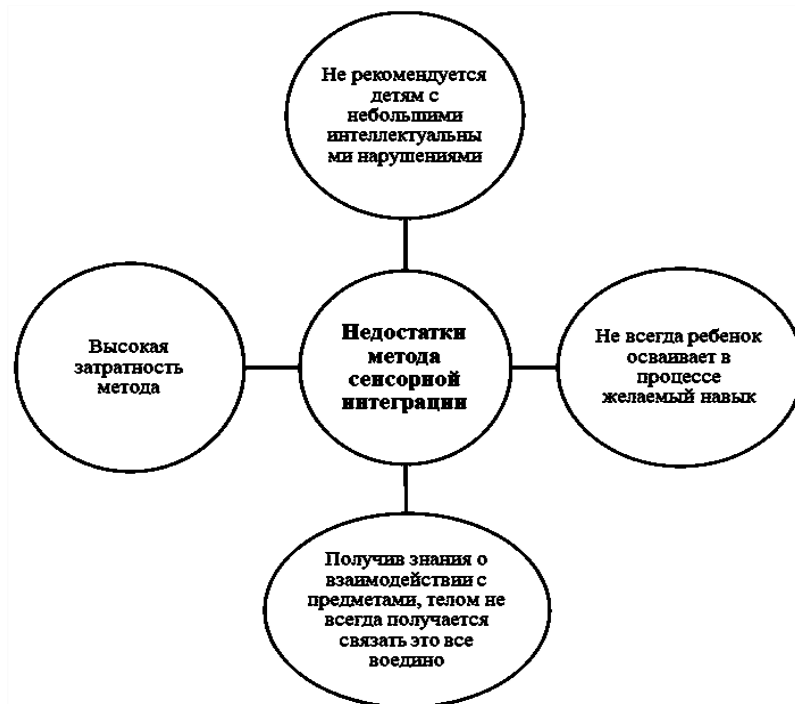 Не рекомендуется
детям с
небольшими
интеллектуальны
ми нарушениями
Высокая
затратность
метода
Недостатки
метода
сенсорной
интеграции
Не всегда ребенок
осваивает в
процессе
желаемый навык
Получив знания о
взаимодействии с
предметами, телом не
всегда получается
связать это все
воедино